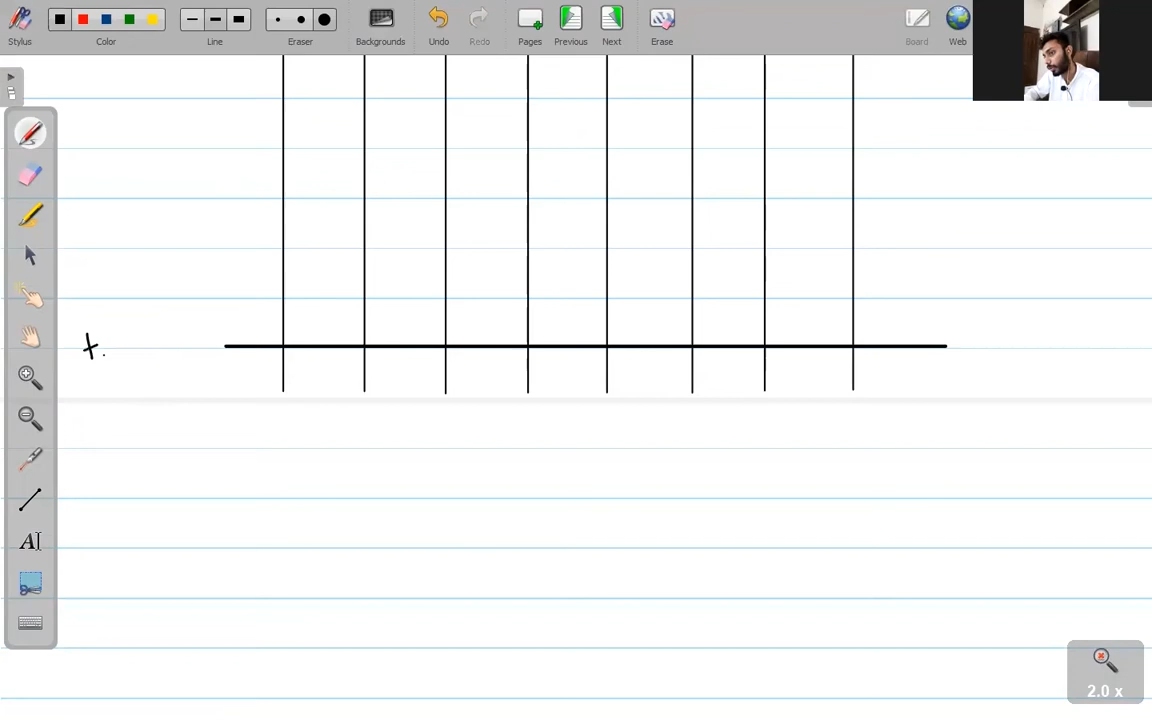 Stylus Color Line Eraser Backgrounds Undo Redo Pages Previous Next Erase Board Web
t.
A
2.0 x